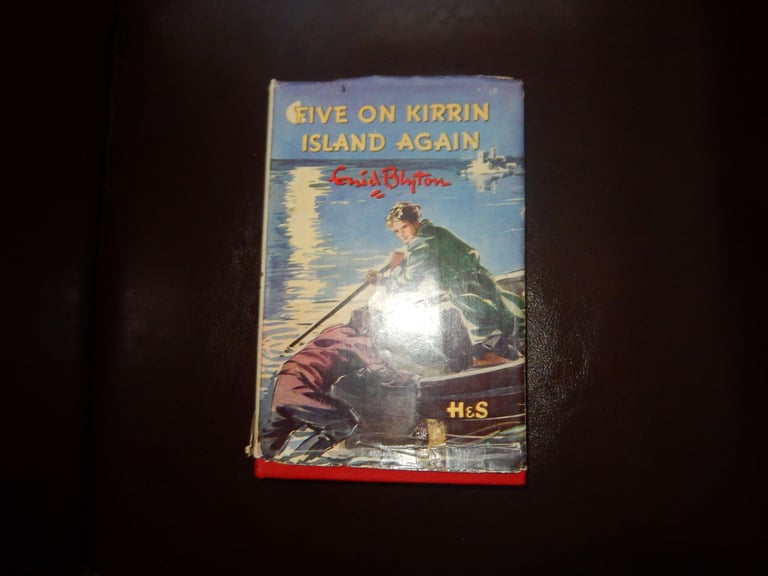 FIVE ON KIRRIN
ISLAND AGAIN
Enid Blyton
H&S